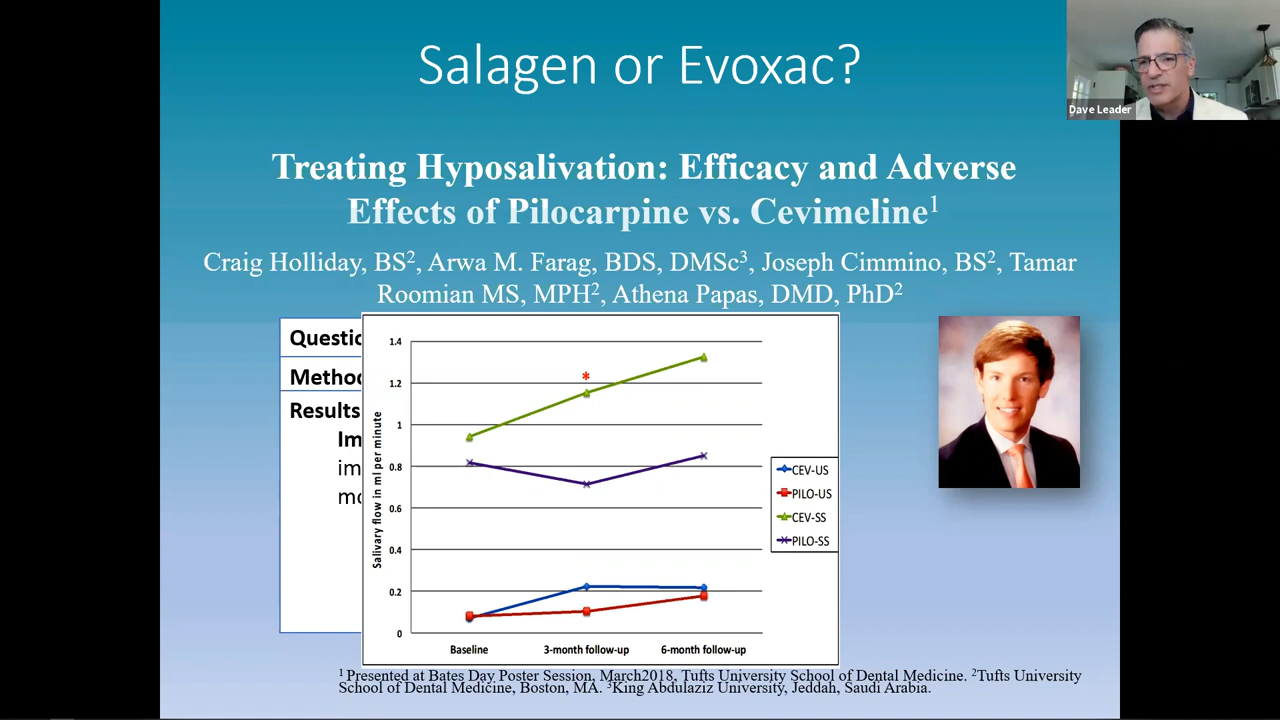 Salagen or Evoxac?
Dave Leader
Treating Hyposalivation: Efficacy and Adverse
Effects of Pilocarpine vs. Cevimeline¹
Craig Holliday, BS², Arwa M. Farag, BDS, DMSc³, Joseph Cimmino, BS², Tamar
Roomian MS, MPH², Athena Papas, DMD, PhD²
Questic
Method
Results
Im
im
mo
Salivary flow in ml per minute
1.4
1.2
1
0.8
0.6
0.4
0.2
0
*
Baseline
3-month follow-up
6-month follow-up
CEV-US
PILO-US
CEV-SS
PILO-SS
¹ Presented at Bates Day Poster Session, March2018, Tufts University School of Dental Medicine. ²Tufts University
School of Dental Medicine, Boston, MA. ³King Abdulaziz University, Jeddah, Saudi Arabia.